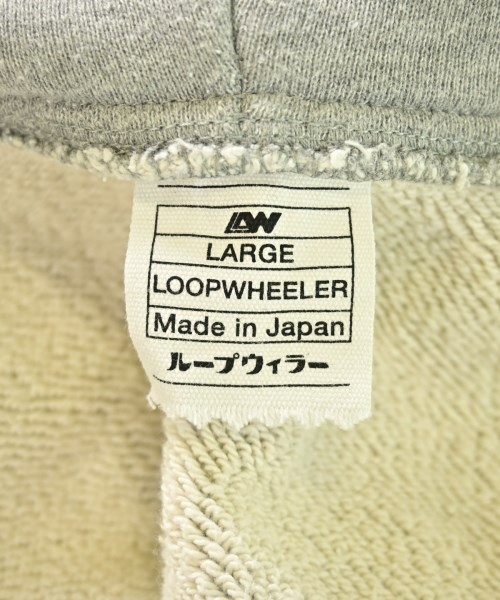 LW
LARGE
LOOPWHEELER
Made in Japan
ループウィラー